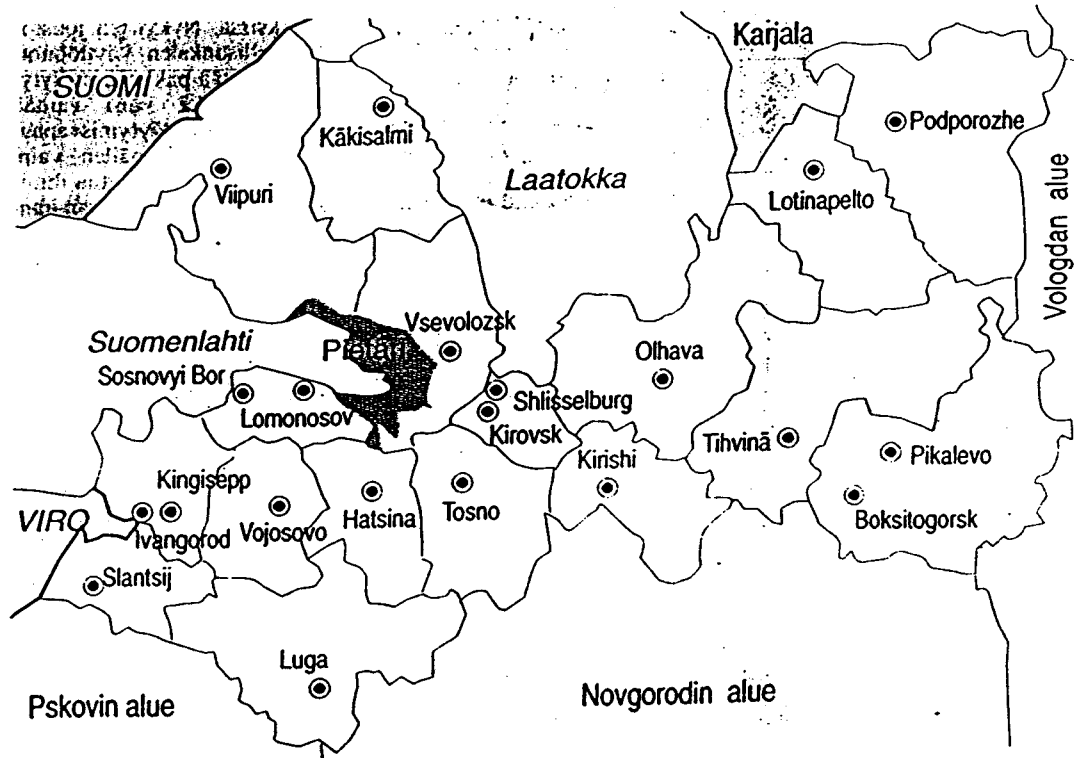 Karjala
SUOMI
Käkisalmi
Podporozhe
Viipuri
Laatokka
Lotinapelto
Vologdan alue
Suomenlahti
Pietari
Vsevolozsk
Olhava
Sosnovyi Bor
Lomonosov
Shlisselburg
Kirovsk
Tihvinä
Pikalevo
Kirishi
Kingisepp
VIRO
Ivangorod
Vojosovo
Hatsina
Tosno
Boksitogorsk
Slantsij
Luga
Pskovin alue
Novgorodin alue